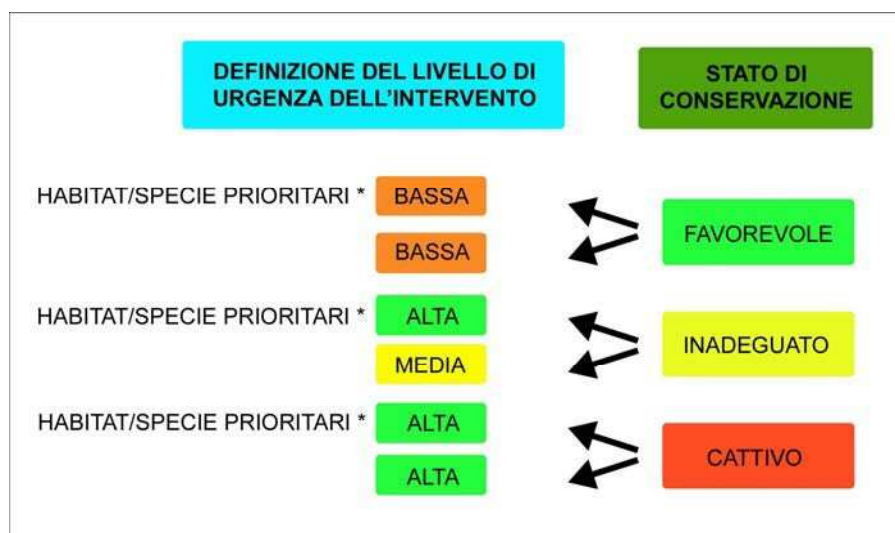 DEFINIZIONE DEL LIVELLO DI
URGENZA DELL'INTERVENTO
STATO DI
CONSERVAZIONE
HABITAT/SPECIE PRIORITARI * BASSA
BASSA
FAVOREVOLE
HABITAT/SPECIE PRIORITARI * ALTA
MEDIA
INADEGUATO
HABITAT/SPECIE PRIORITARI * ALTA
ALTA
CATTIVO